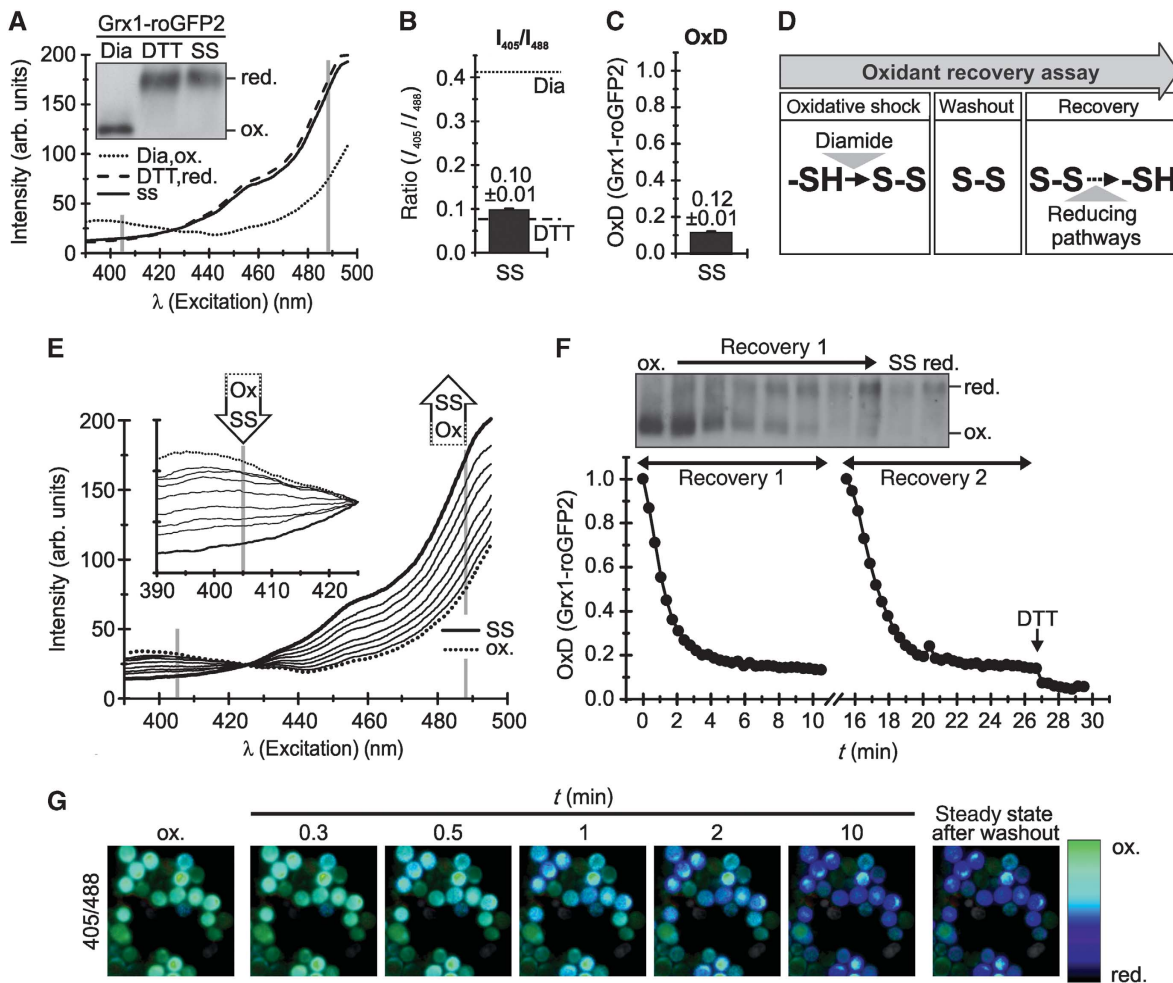 A
Grx1-roGFP2
Dia DTT SS
red.
ox.
Dia,ox.
DTT,red.
ss
Intensity (arb. units)
200
150
100
50
0
400 420 440 460 480 500
λ (Excitation) (nm)
B
I405/I488
Dia
Ratio (I405/I488)
0.4
0.3
0.2
0.1
0.0
0.10
±0.01
DTT
SS
C
OxD
OxD (Grx1-roGFP2)
1.0
0.8
0.6
0.4
0.2
0.0
0.12
±0.01
SS
D
Oxidant recovery assay
Oxidative shock Washout Recovery
Diamide
-SH S-S S-S S-S -SH
Reducing
pathways
E
Ox
SS
SS
Ox
Intensity (arb. units)
200
150
100
50
0
390 400 410 420
SS
ox.
400 420 440 460 480 500
λ (Excitation) (nm)
F
ox. Recovery 1 SS red.
red.
ox.
Recovery 1 Recovery 2
OxD (Grx1-roGFP2)
1.0
0.8
0.6
0.4
0.2
0.0
DTT
0 2 4 6 8 10 16 18 20 22 24 26 28 30
t (min)
G
t (min)
ox. 0.3 0.5 1 2 10
Steady state
after washout
405/488
ox.
red.